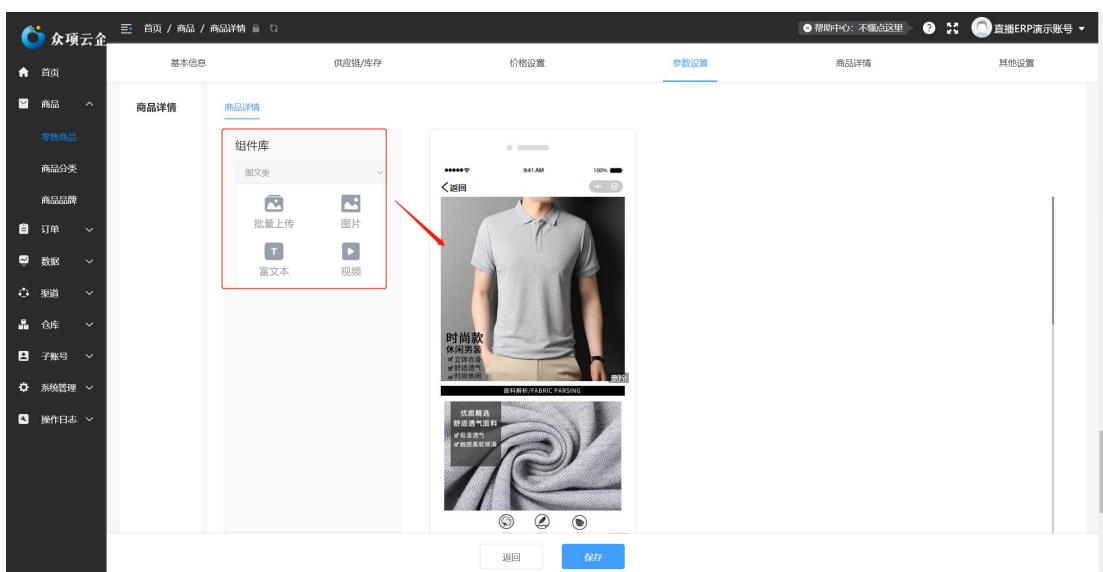 众项云企
首页 / 商品 / 商品详情
帮助中心：不懂点这里
直播ERP演示账号
首页
商品
零售商品
商品分类
商品品牌
订单
数据
渠道
仓库
子账号
系统管理
操作日志
基本信息
供应链/库存
价格设置
参数设置
商品详情
其他设置
商品详情
商品详情
组件库
图文类
批量上传
图片
T
富文本
视频
9:41 AM
100%
返回
时尚款
休闲男装
立体合身
舒适透气
时尚休闲
删除
面料解析/FABRIC PARSING
优质精选
舒适透气面料
吸湿透气
触感柔软顺滑
返回
保存